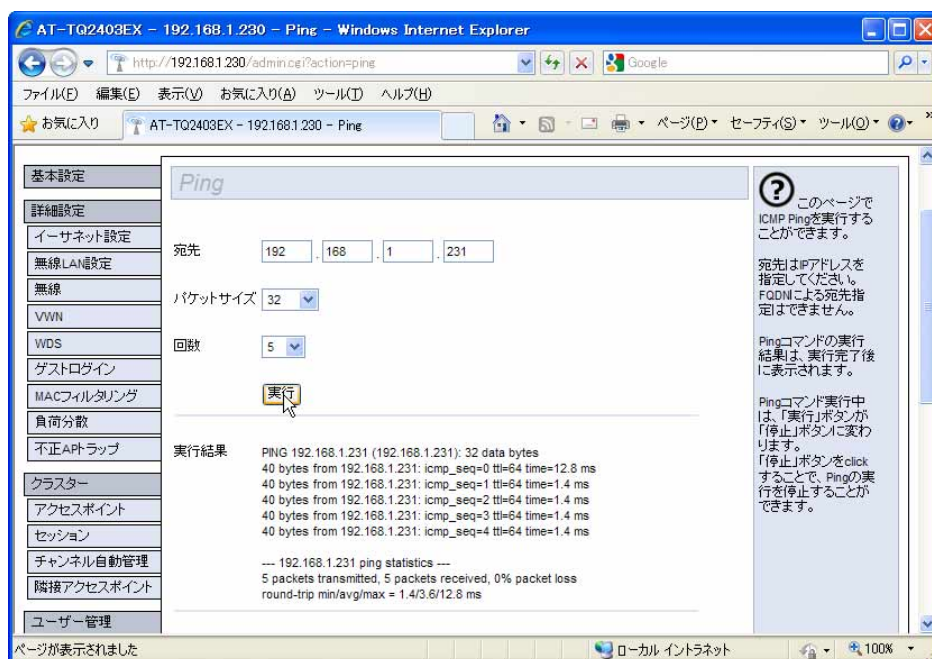 AT-TQ2403EX - 192.168.1.230 - Ping - Windows Internet Explorer
http://192.168.1.230/admin.cgi?action=ping
Google
ファイル(F) 編集(E) 表示(V) お気に入り(A) ツール(T) ヘルプ(H)
お気に入り
AT-TQ2403EX - 192.168.1.230 - Ping
ページ(P) セーフティ(S) ツール(O)
基本設定
詳細設定
イーサネット設定
無線LAN設定
無線
VWN
WDS
ゲストログイン
MACフィルタリング
負荷分散
不正APトラップ
クラスター
アクセスポイント
セッション
チャンネル自動管理
隣接アクセスポイント
ユーザー管理
Ping
宛先 192 . 168 . 1 . 231
パケットサイズ 32
回数 5
実行
実行結果
PING 192.168.1.231 (192.168.1.231): 32 data bytes
40 bytes from 192.168.1.231: icmp_seq=0 ttl=64 time=12.8 ms
40 bytes from 192.168.1.231: icmp_seq=1 ttl=64 time=1.4 ms
40 bytes from 192.168.1.231: icmp_seq=2 ttl=64 time=1.4 ms
40 bytes from 192.168.1.231: icmp_seq=3 ttl=64 time=1.4 ms
40 bytes from 192.168.1.231: icmp_seq=4 ttl=64 time=1.4 ms
--- 192.168.1.231 ping statistics ---
5 packets transmitted, 5 packets received, 0% packet loss
round-trip min/avg/max = 1.4/3.6/12.8 ms
このページで
ICMP Pingを実行する
ことができます。
宛先はIPアドレスを
指定してください。
FQDNによる宛先指
定はできません。
Pingコマンドの実行
結果は、実行完了後
に表示されます。
Pingコマンド実行中
は、「実行」ボタンが
「停止」ボタンに変わ
ります。
「停止」ボタンをclick
することで、Pingの実
行を停止することが
できます。
ページが表示されました
ローカル イントラネット
100%